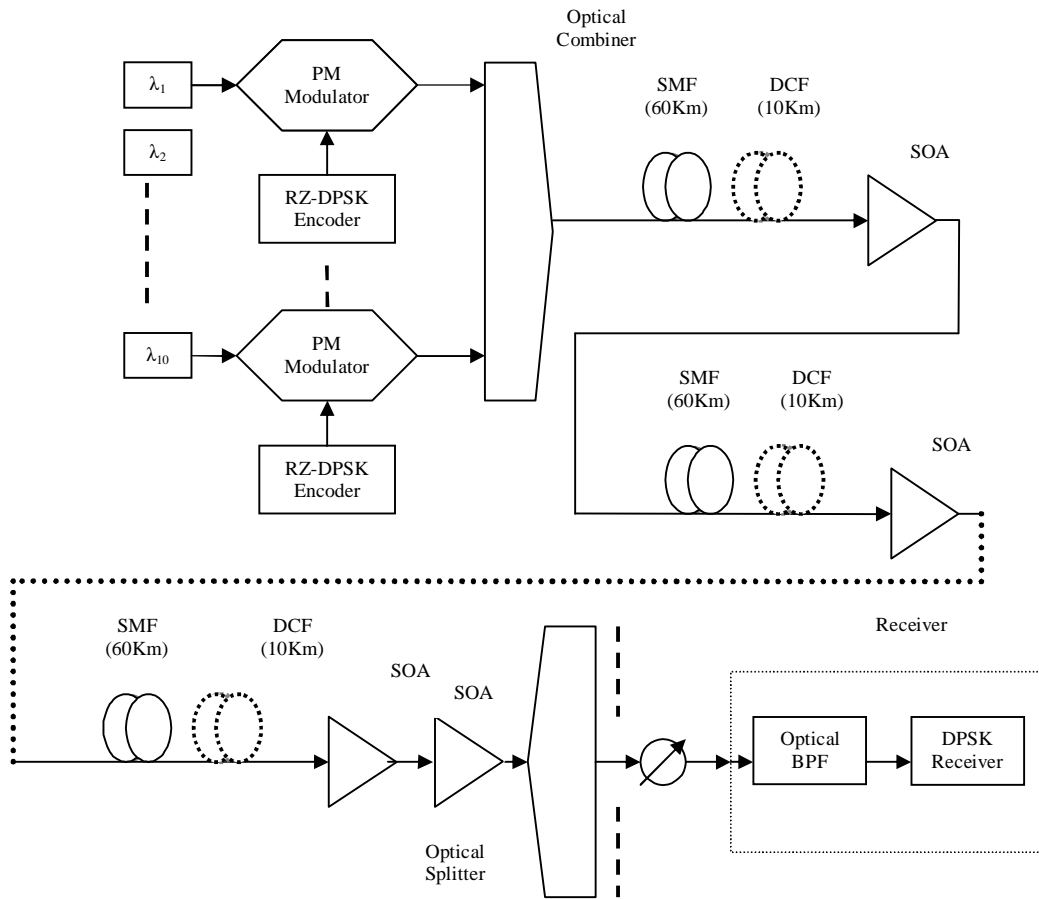 Optical
Combiner
λ1
PM
Modulator
SMF
(60Km)
DCF
(10Km)
λ2
SOA
RZ-DPSK
Encoder
λ10
PM
Modulator
SMF
(60Km)
DCF
(10Km)
SOA
RZ-DPSK
Encoder
SMF
(60Km)
DCF
(10Km)
Receiver
SOA
SOA
Optical
BPF
DPSK
Receiver
Optical
Splitter